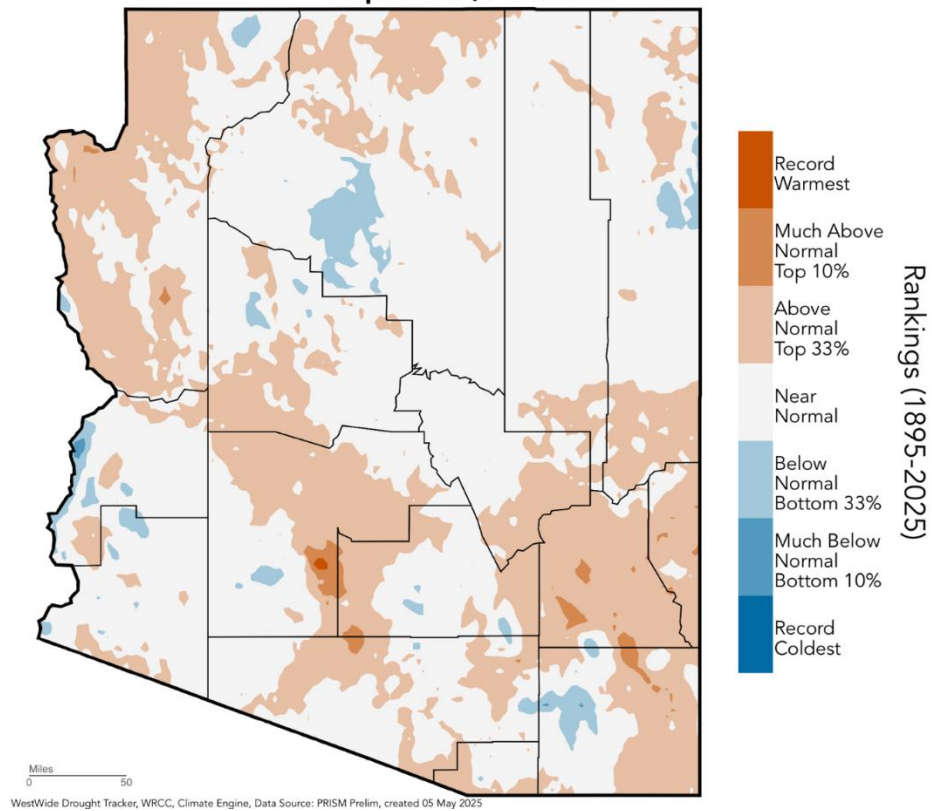 Record
Warmest
Much Above
Normal
Top 10%
Above
Normal
Top 33%
Near
Normal
Below
Normal
Bottom 33%
Much Below
Normal
Bottom 10%
Record
Coldest
Rankings (1895-2025)
Miles
0 50
WestWide Drought Tracker, WRCC, Climate Engine, Data Source: PRISM Prelim, created 05 May 2025